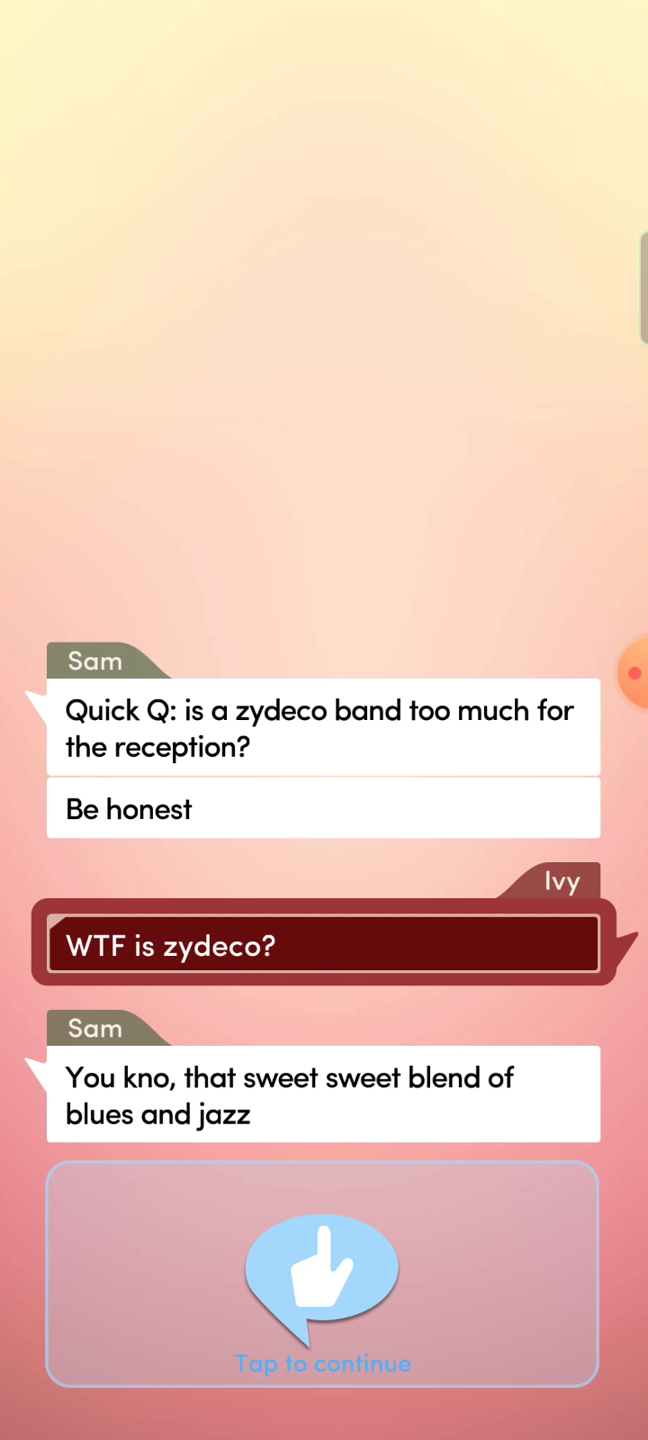 Sam
Quick Q: is a zydeco band too much for
the reception?
Be honest
Ivy
WTF is zydeco?
Sam
You kno, that sweet sweet blend of
blues and jazz
Tap to continue